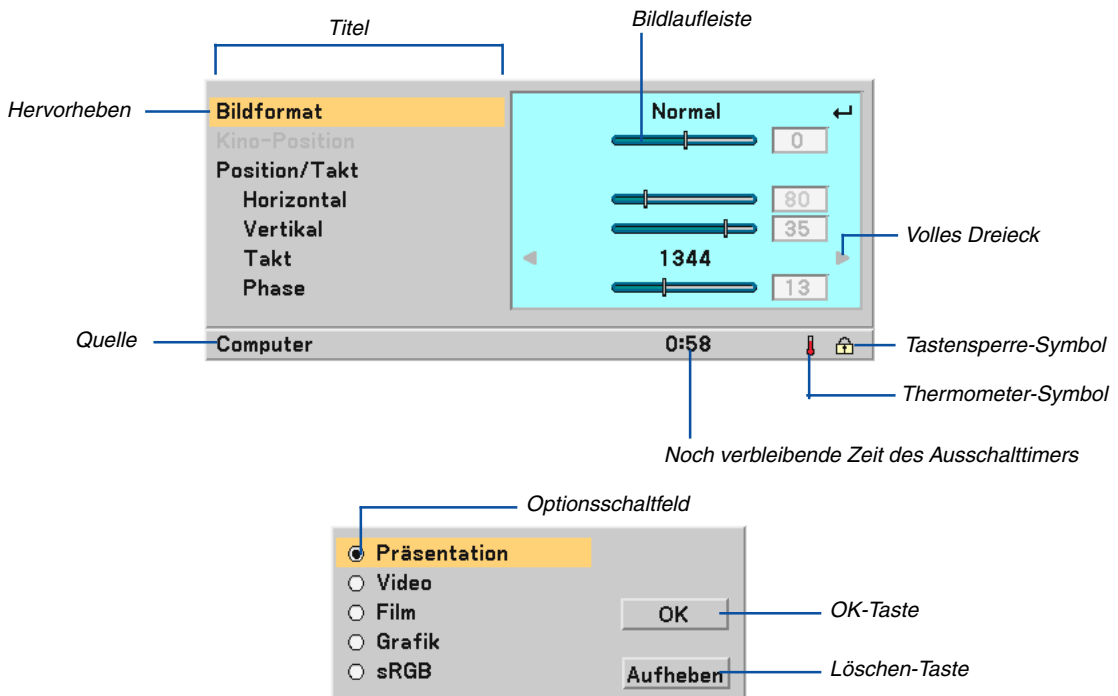 Titel
Bildlaufleiste
Hervorheben
Bildformat
Normal
Kino-Position
0
Position/Takt
Horizontal
80
Vertikal
35
Volles Dreieck
Takt
1344
Phase
13
Quelle
Computer
0:58
Tastensperre-Symbol
Thermometer-Symbol
Noch verbleibende Zeit des Ausschalttimers
Optionsschaltfeld
Präsentation
Video
Film
OK
OK-Taste
Grafik
sRGB
Aufheben
Löschen-Taste